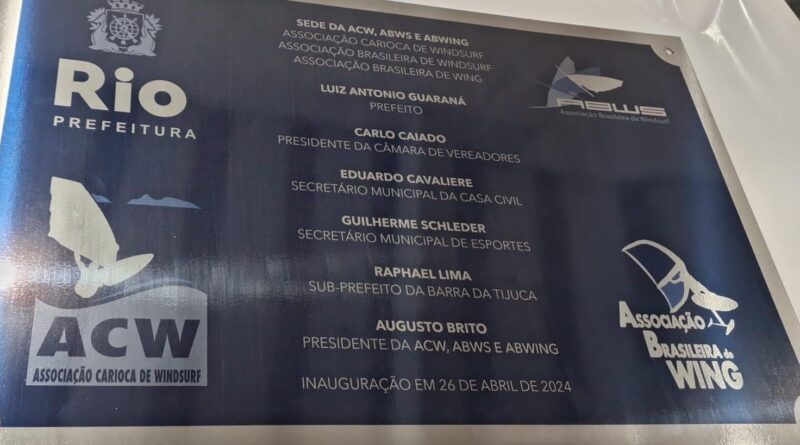 Rio
PREFEITURA
SEDE DA ACW, ABWS E ABWING
ASSOCIAÇÃO CARIOCA DE WINDSURF
ASSOCIAÇÃO BRASILEIRA DE WINDSURF
ASSOCIAÇÃO BRASILEIRA DE WING
ABWS
Associação Brasileira de Windsurf
LUIZ ANTONIO GUARANÁ
PREFEITO
CARLO CAIADO
PRESIDENTE DA CÂMARA DE VEREADORES
EDUARDO CAVALIERE
SECRETÁRIO MUNICIPAL DA CASA CIVIL
GUILHERME SCHLEDER
SECRETÁRIO MUNICIPAL DE ESPORTES
RAPHAEL LIMA
SUB-PREFEITO DA BARRA DA TIJUCA
AUGUSTO BRITO
PRESIDENTE DA ACW, ABWS E ABWING
INAUGURAÇÃO EM 26 DE ABRIL DE 2024
ACW
ASSOCIAÇÃO CARIOCA DE WINDSURF
ASSOCIAÇÃO
BRASILEIRA de
WING